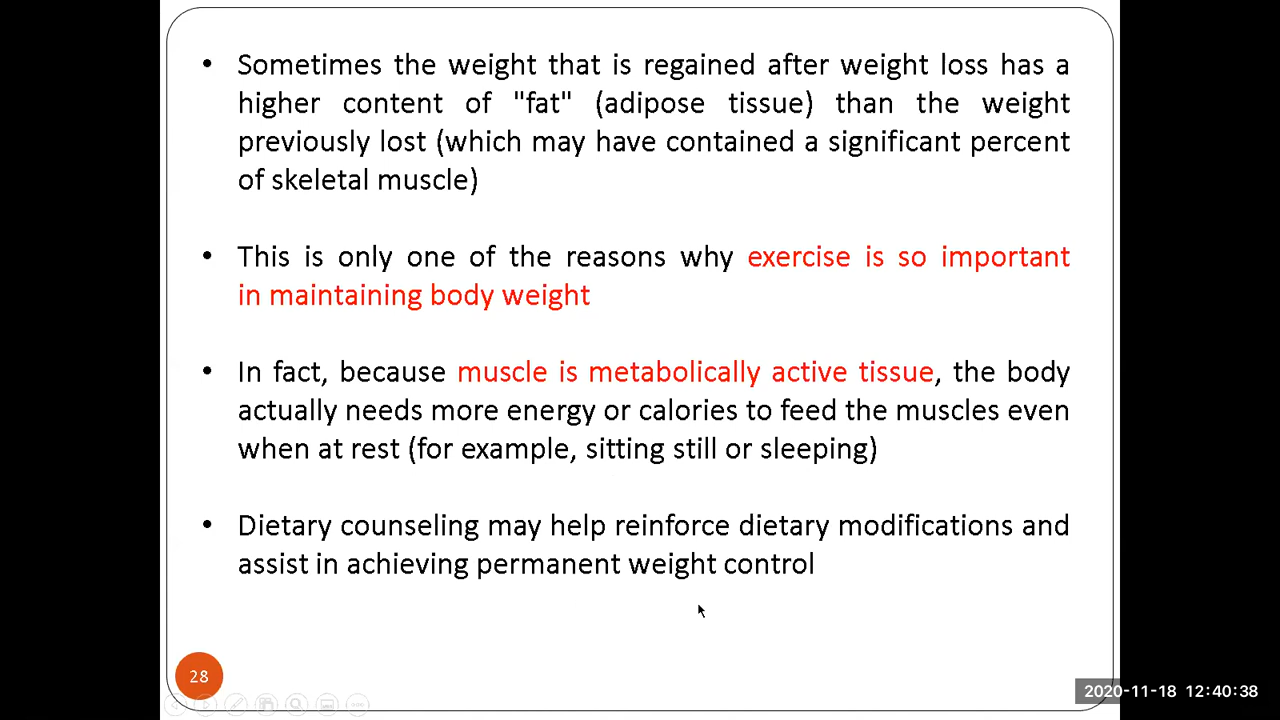 • Sometimes the weight that is regained after weight loss has a
higher content of "fat" (adipose tissue) than the weight
previously lost (which may have contained a significant percent
of skeletal muscle)
• This is only one of the reasons why exercise is so important
in maintaining body weight
• In fact, because muscle is metabolically active tissue, the body
actually needs more energy or calories to feed the muscles even
when at rest (for example, sitting still or sleeping)
• Dietary counseling may help reinforce dietary modifications and
assist in achieving permanent weight control
28
2020-11-18 12:40:38